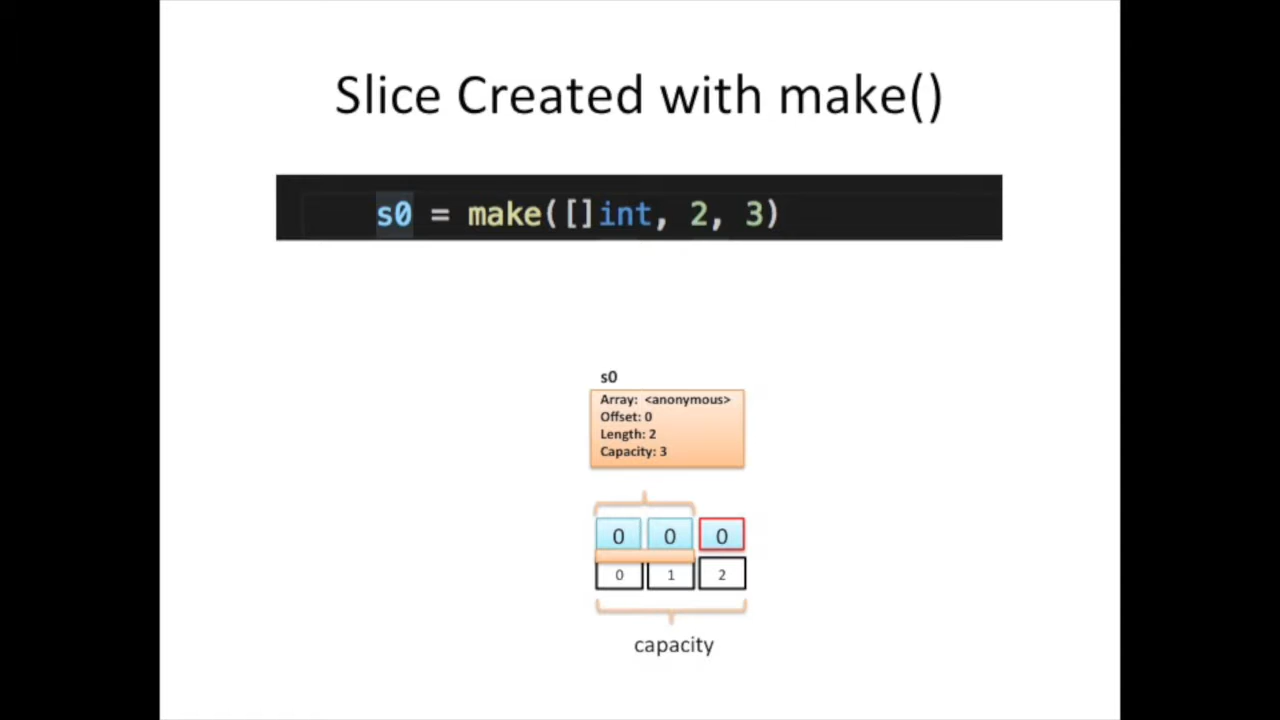 Slice Created with make()
s0 = make([]int, 2, 3)
s0
Array: <anonymous>
Offset: 0
Length: 2
Capacity: 3
0 0 0
0 1 2
capacity